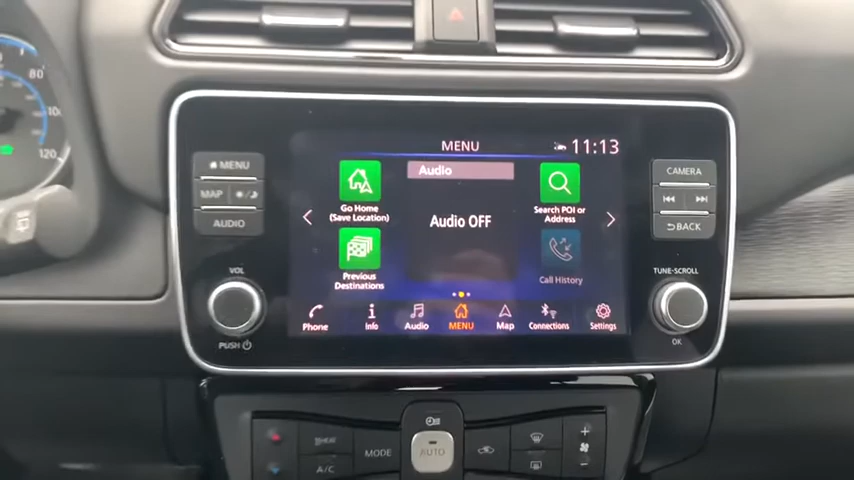 80
100
120
MENU
MAP
AUDIO
VOL
PUSH
MENU
11:13
Audio
Audio OFF
Go Home
(Save Location)
Previous
Destinations
Search POI or
Address
Call History
Phone
Info
Audio
MENU
Map
Connections
Settings
CAMERA
BACK
TUNE·SCROLL
OK
A/C
MODE
AUTO